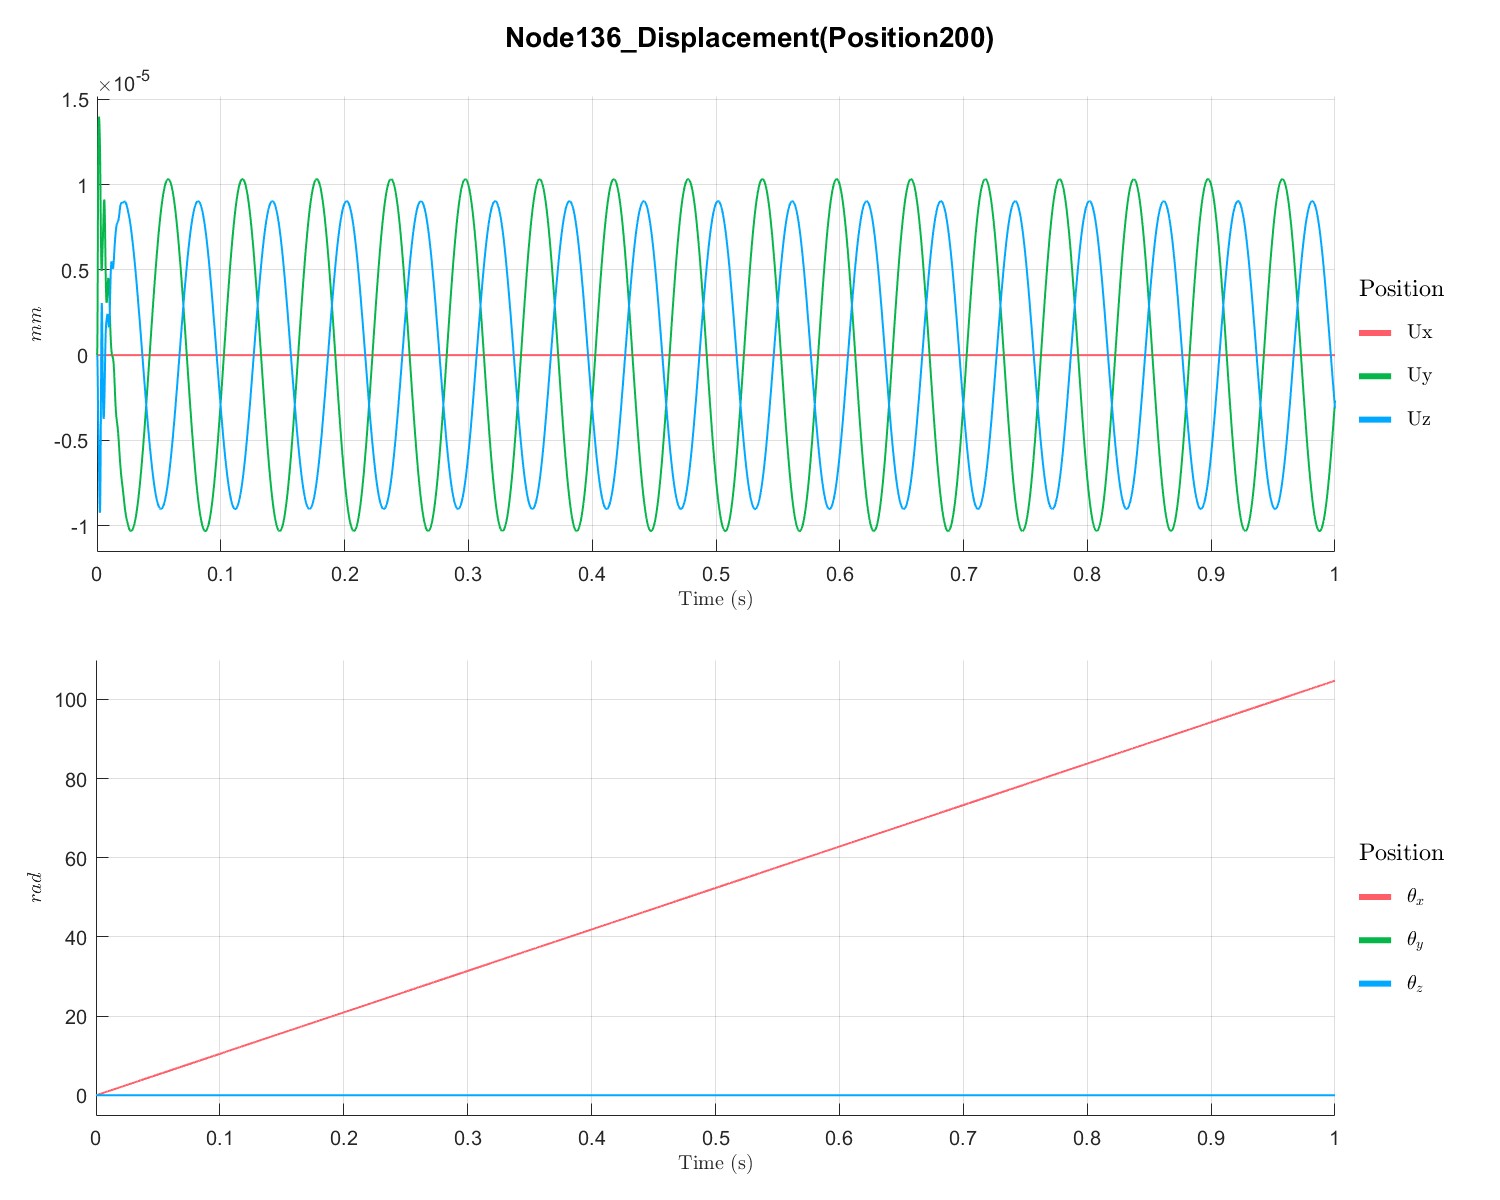 Node136_Displacement(Position200)
×10⁻⁵
1.5
1
0.5
0
-0.5
-1
mm
0 0.1 0.2 0.3 0.4 0.5 0.6 0.7 0.8 0.9 1
Time (s)
Position
Ux
Uy
Uz
100
80
60
40
20
0
rad
0 0.1 0.2 0.3 0.4 0.5 0.6 0.7 0.8 0.9 1
Time (s)
Position
θx
θy
θz